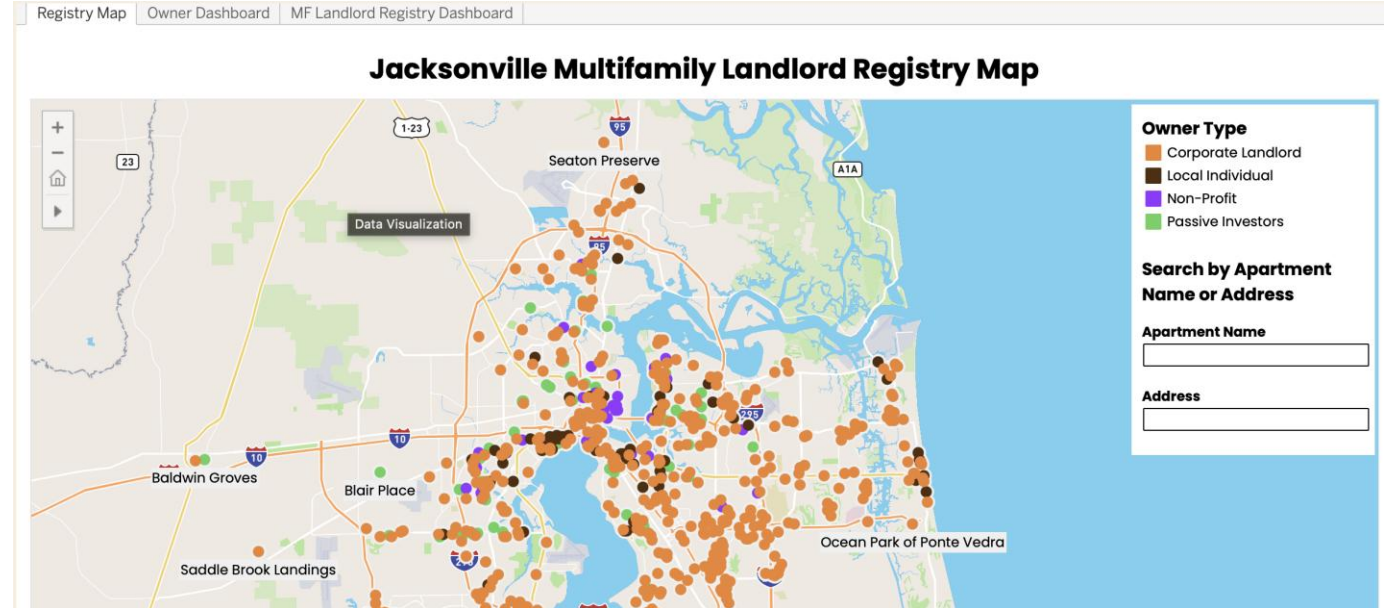 Registry Map
Owner Dashboard
MF Landlord Registry Dashboard
Jacksonville Multifamily Landlord Registry Map
+
−
1-23
23
95
Seaton Preserve
A1A
Data Visualization
95
Owner Type
Corporate Landlord
Local Individual
Non-Profit
Passive Investors
Search by Apartment
Name or Address
Apartment Name
Address
295
10
10
Baldwin Groves
Blair Place
Ocean Park of Ponte Vedra
Saddle Brook Landings